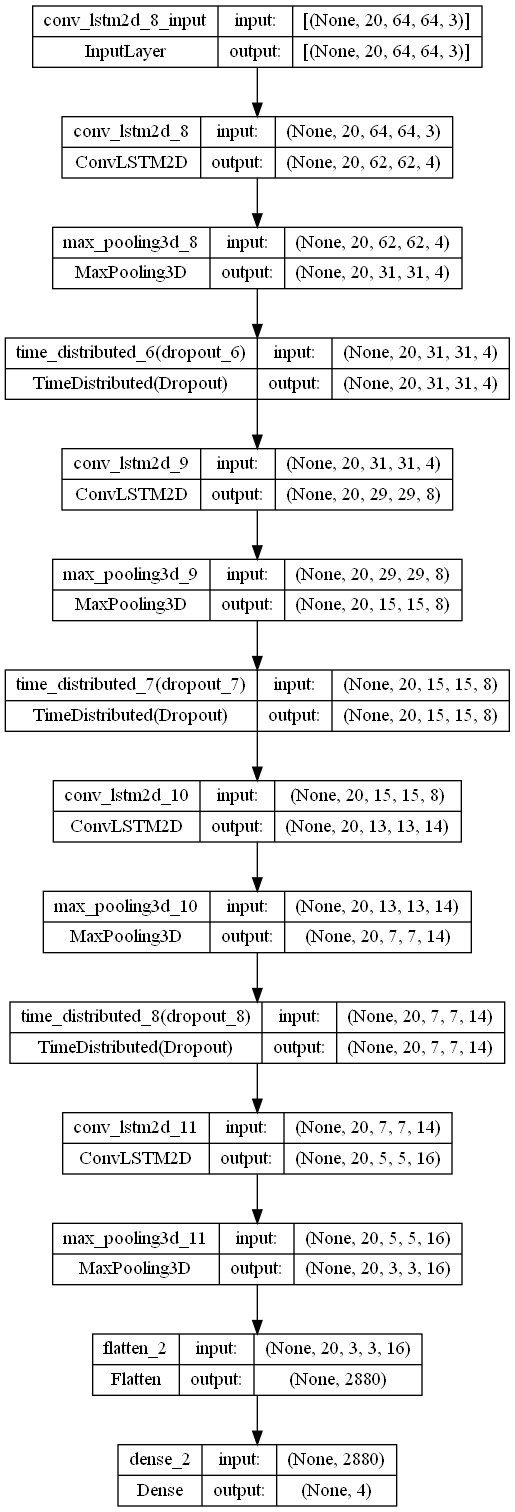 conv_lstm2d_8_input input: [(None, 20, 64, 64, 3)]
InputLayer output: [(None, 20, 64, 64, 3)]
conv_lstm2d_8 input: (None, 20, 64, 64, 3)
ConvLSTM2D output: (None, 20, 62, 62, 4)
max_pooling3d_8 input: (None, 20, 62, 62, 4)
MaxPooling3D output: (None, 20, 31, 31, 4)
time_distributed_6(dropout_6) input: (None, 20, 31, 31, 4)
TimeDistributed(Dropout) output: (None, 20, 31, 31, 4)
conv_lstm2d_9 input: (None, 20, 31, 31, 4)
ConvLSTM2D output: (None, 20, 29, 29, 8)
max_pooling3d_9 input: (None, 20, 29, 29, 8)
MaxPooling3D output: (None, 20, 15, 15, 8)
time_distributed_7(dropout_7) input: (None, 20, 15, 15, 8)
TimeDistributed(Dropout) output: (None, 20, 15, 15, 8)
conv_lstm2d_10 input: (None, 20, 15, 15, 8)
ConvLSTM2D output: (None, 20, 13, 13, 14)
max_pooling3d_10 input: (None, 20, 13, 13, 14)
MaxPooling3D output: (None, 20, 7, 7, 14)
time_distributed_8(dropout_8) input: (None, 20, 7, 7, 14)
TimeDistributed(Dropout) output: (None, 20, 7, 7, 14)
conv_lstm2d_11 input: (None, 20, 7, 7, 14)
ConvLSTM2D output: (None, 20, 5, 5, 16)
max_pooling3d_11 input: (None, 20, 5, 5, 16)
MaxPooling3D output: (None, 20, 3, 3, 16)
flatten_2 input: (None, 20, 3, 3, 16)
Flatten output: (None, 2880)
dense_2 input: (None, 2880)
Dense output: (None, 4)